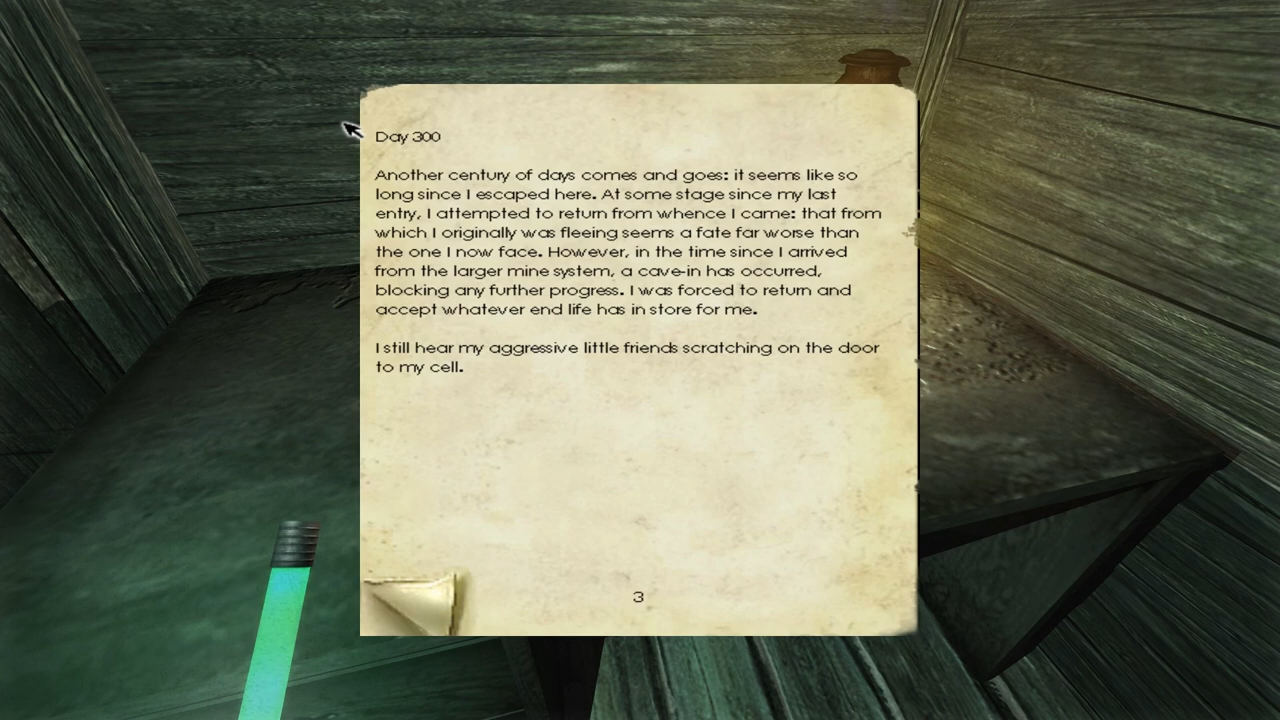 Day 300
Another century of days comes and goes: it seems like so
long since I escaped here. At some stage since my last
entry, I attempted to return from whence I came: that from
which I originally was fleeing seems a fate far worse than
the one I now face. However, in the time since I arrived
from the larger mine system, a cave-in has occurred,
blocking any further progress. I was forced to return and
accept whatever end life has in store for me.
I still hear my aggressive little friends scratching on the door
to my cell.
3